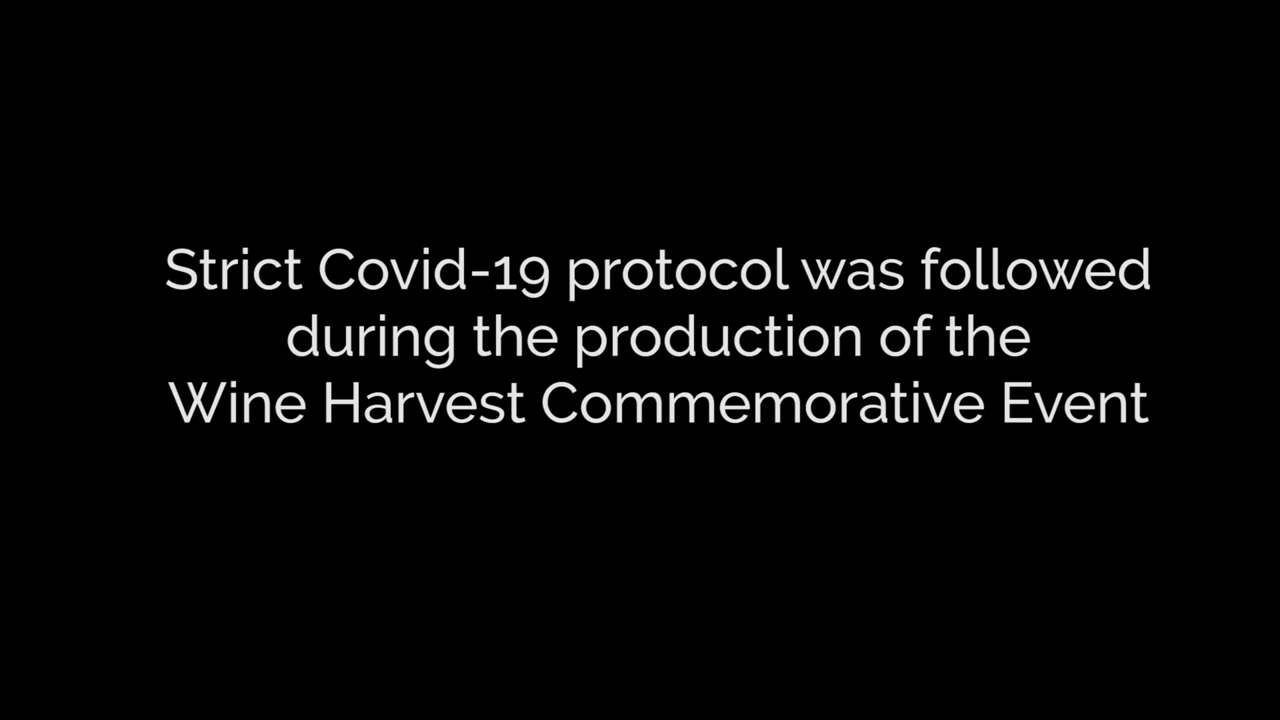 Strict Covid-19 protocol was followed
during the production of the
Wine Harvest Commemorative Event